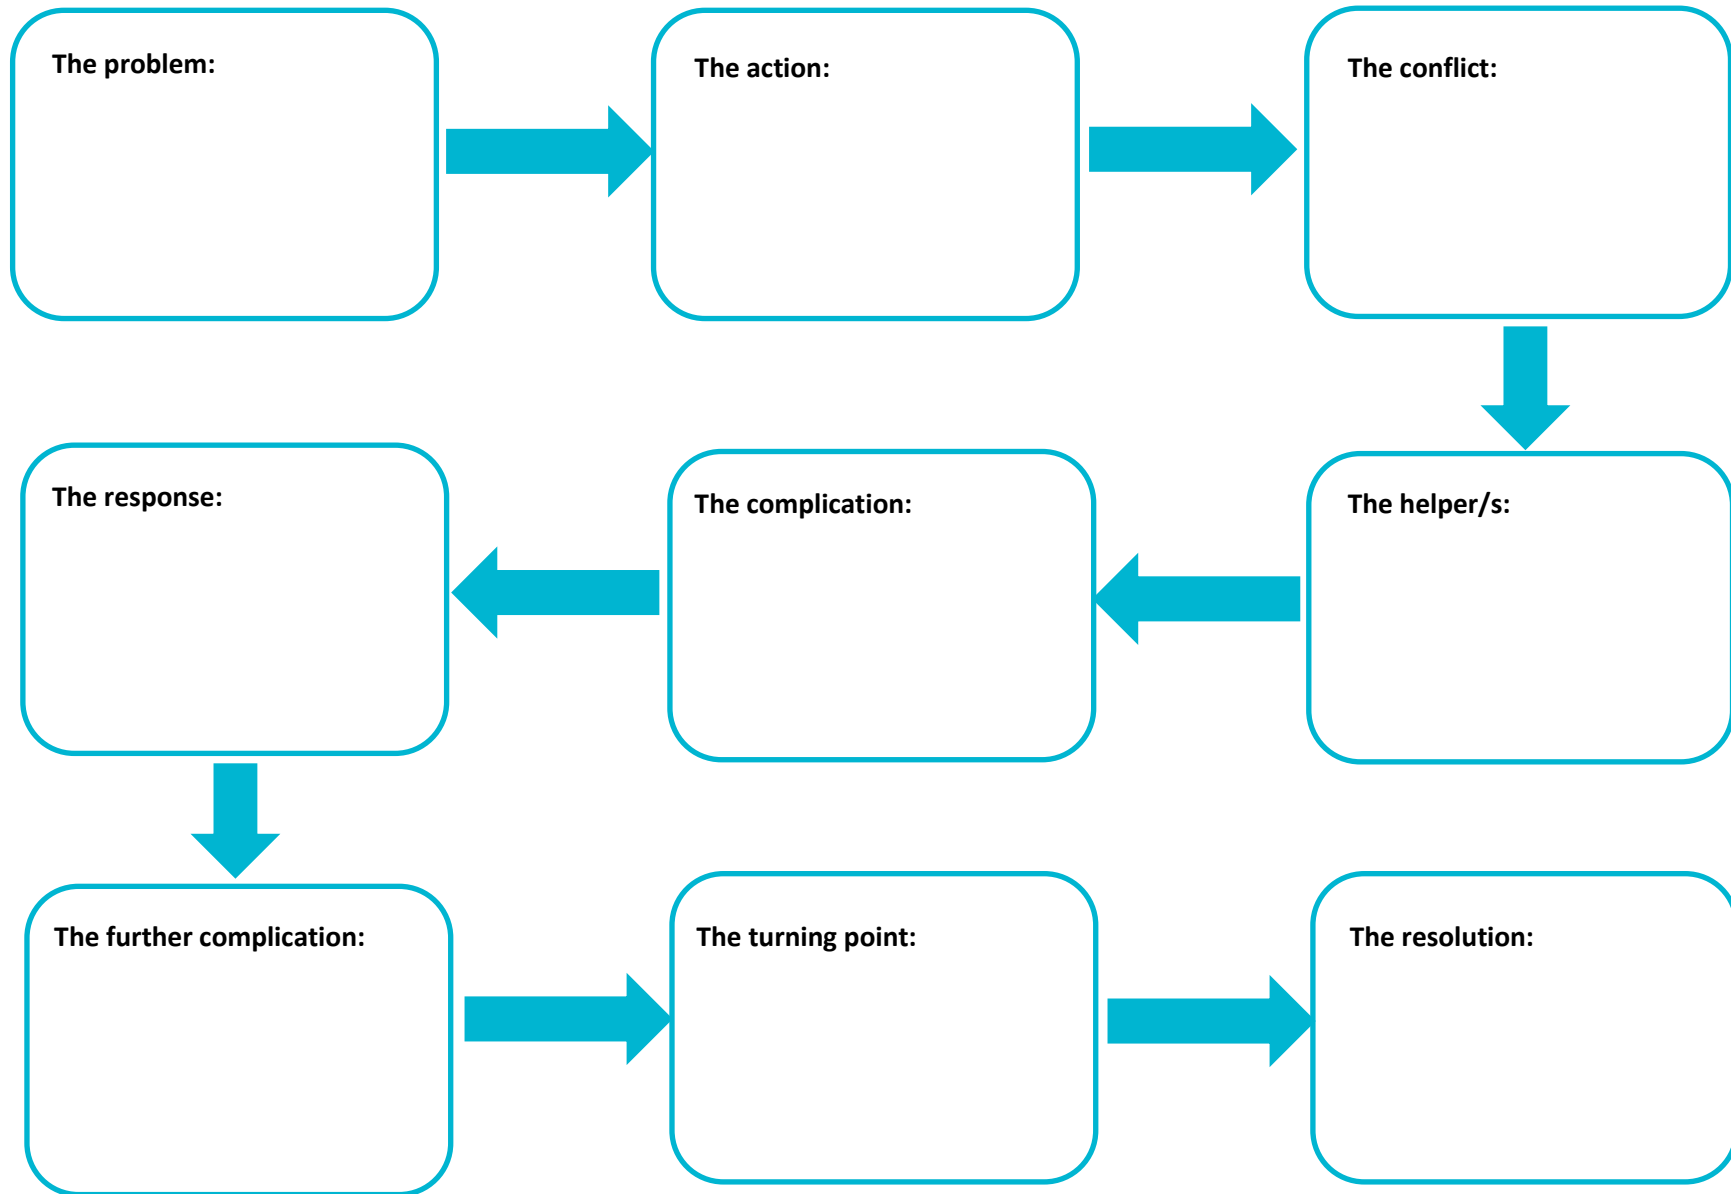 The problem:
The action:
The conflict:
The helper/s:
The complication:
The response:
The further complication:
The turning point:
The resolution: